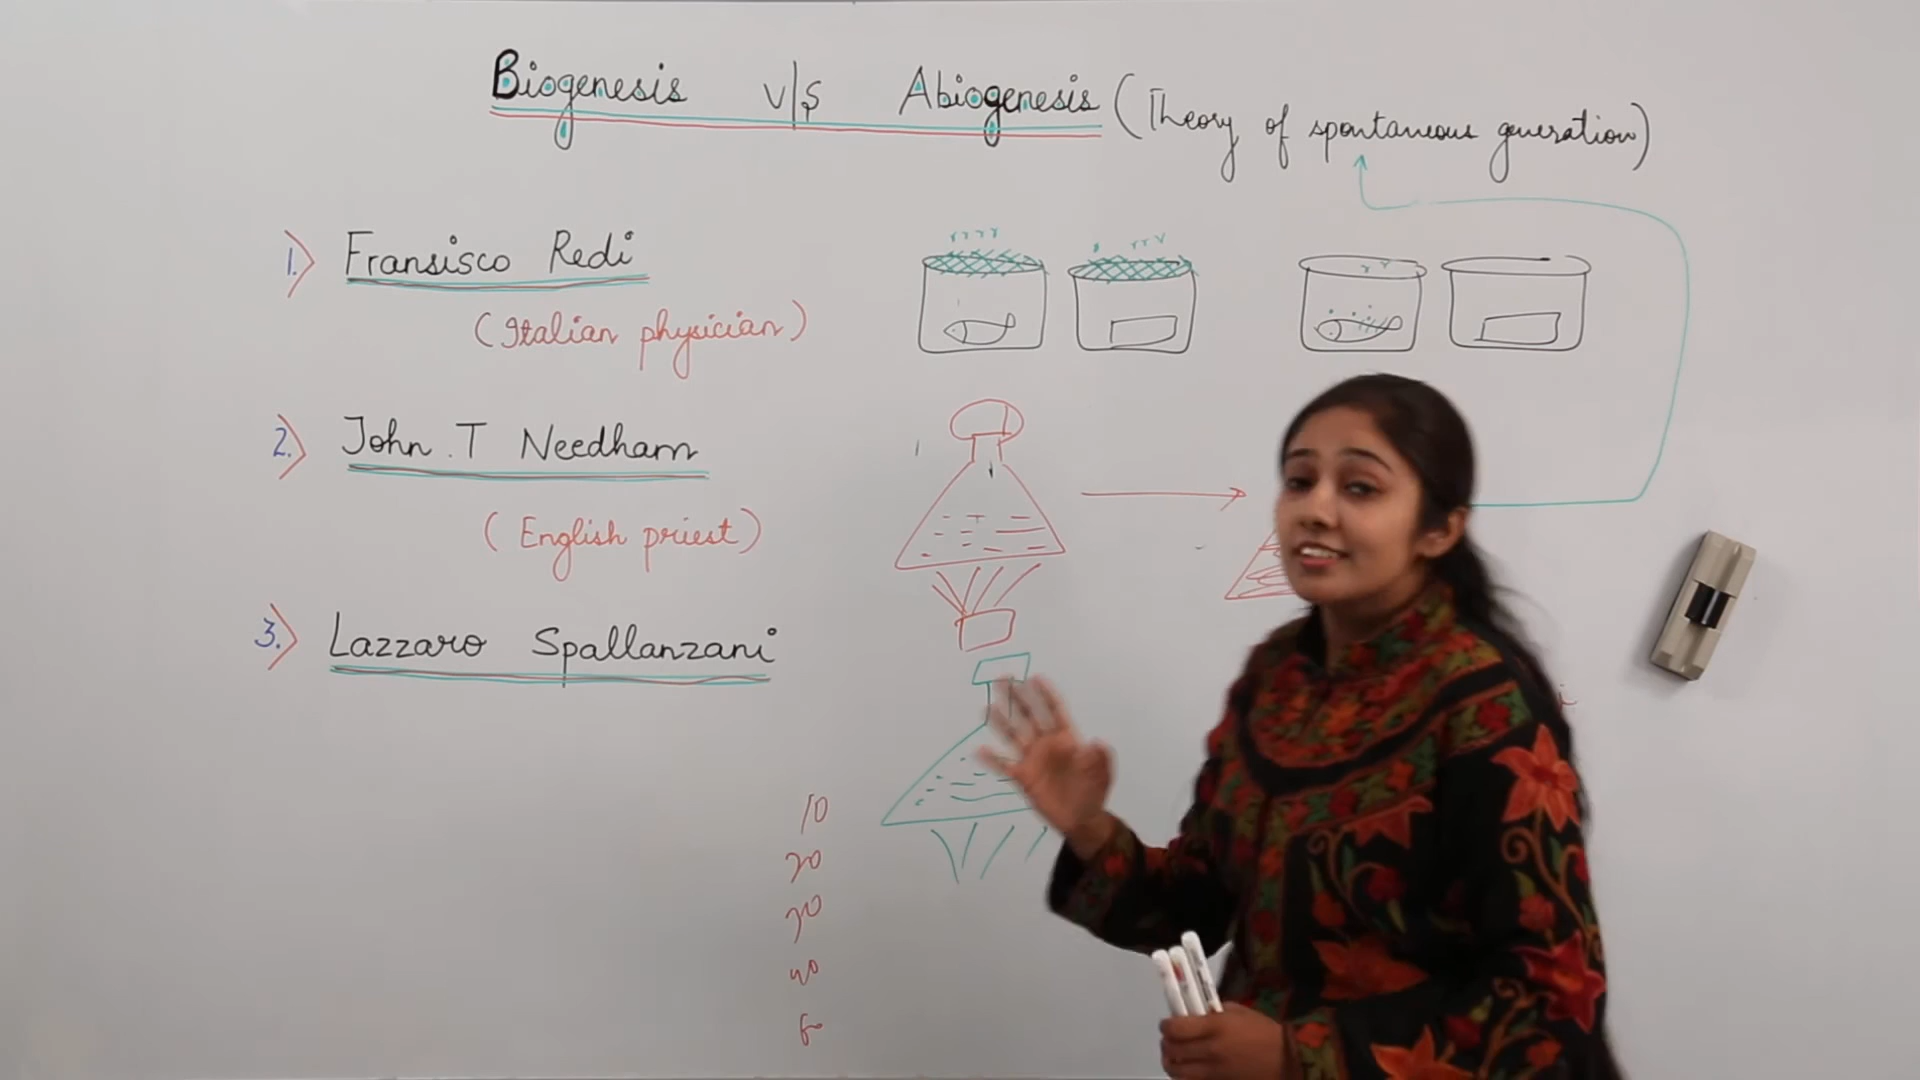 Biogenesis v/s Abiogenesis (Theory of spontaneous generation)
1. Fransisco Redi
(Italian physician)
2. John.T Needham
(English priest)
3. Lazzaro Spallanzani
10
20
30
40